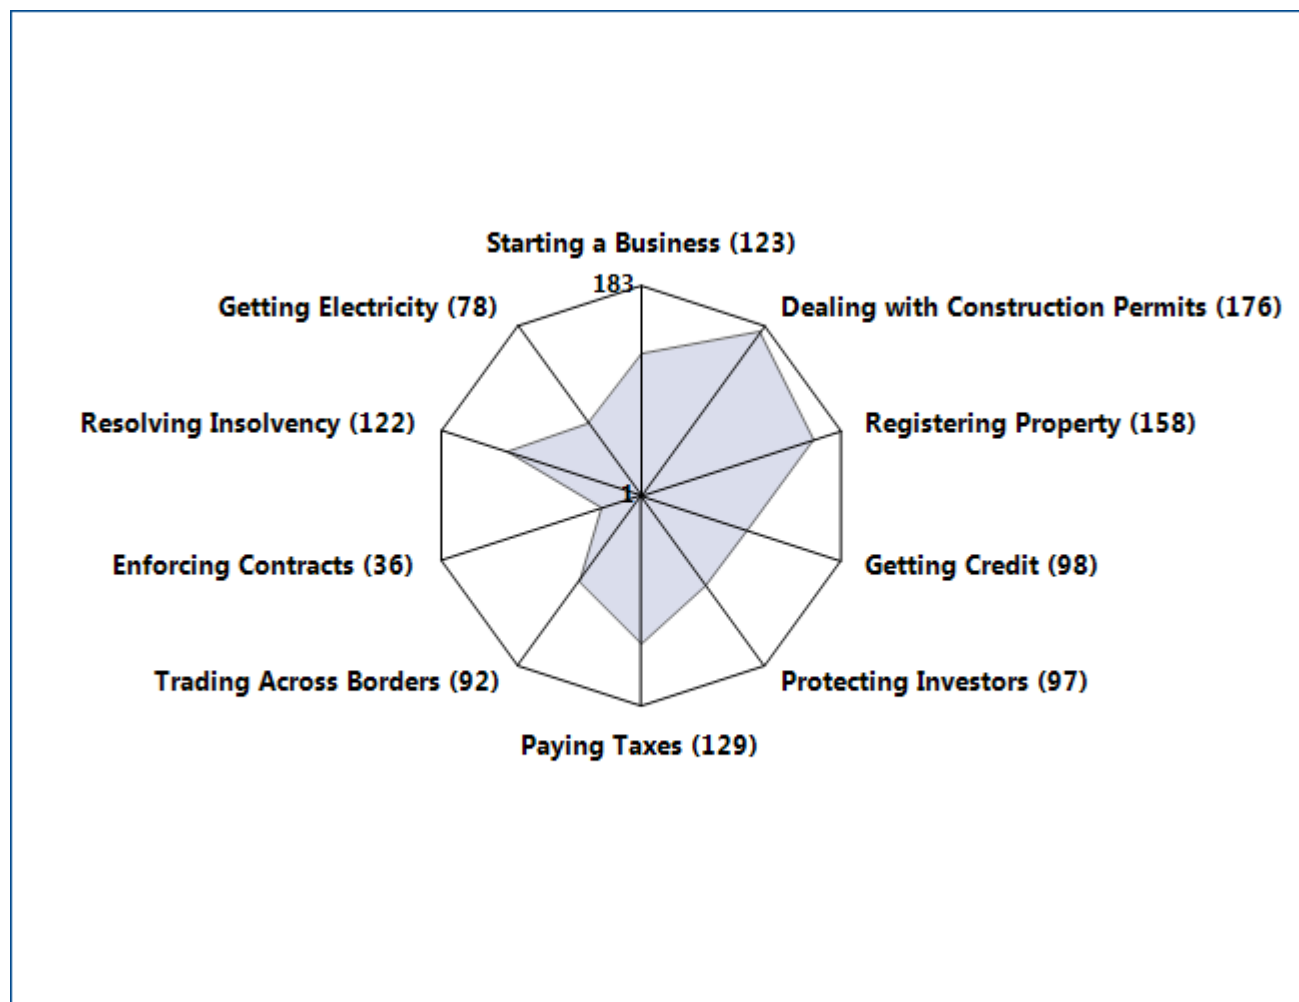 Starting a Business (123)
183
Getting Electricity (78)
Dealing with Construction Permits (176)
Resolving Insolvency (122)
Registering Property (158)
1
Enforcing Contracts (36)
Getting Credit (98)
Trading Across Borders (92)
Protecting Investors (97)
Paying Taxes (129)